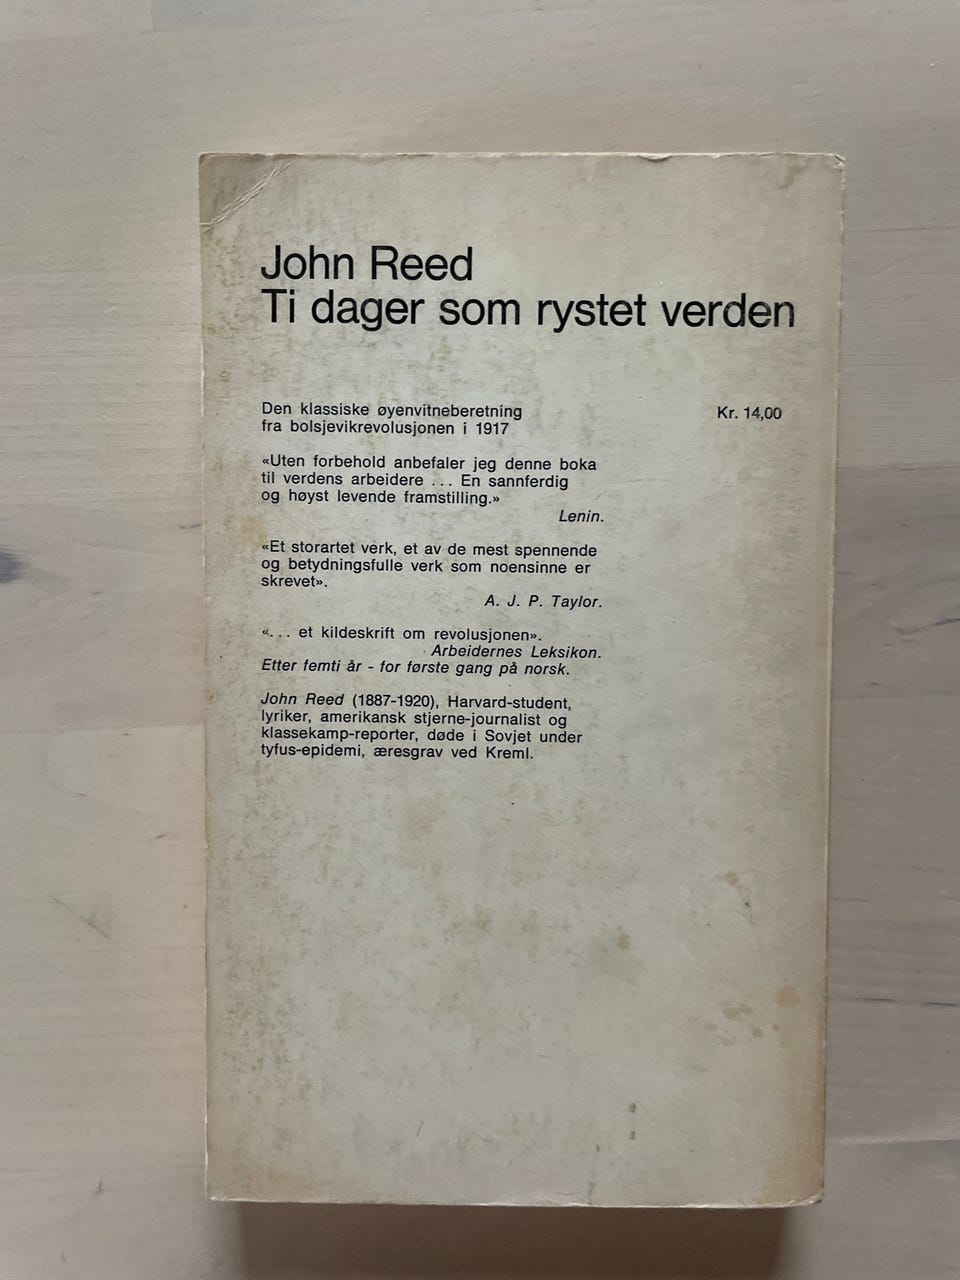 John Reed
Ti dager som rystet verden
Den klassiske øyenvitneberetning
fra bolsjevikrevolusjonen i 1917
Kr. 14,00
«Uten forbehold anbefaler jeg denne boka
til verdens arbeidere ... En sannferdig
og høyst levende framstilling.»
Lenin.
«Et storartet verk, et av de mest spennende
og betydningsfulle verk som noensinne er
skrevet».
A. J. P. Taylor.
«... et kildeskrift om revolusjonen».
Arbeidernes Leksikon.
Etter femti år - for første gang på norsk.
John Reed (1887-1920), Harvard-student,
lyriker, amerikansk stjerne-journalist og
klassekamp-reporter, døde i Sovjet under
tyfus-epidemi, æresgrav ved Kreml.